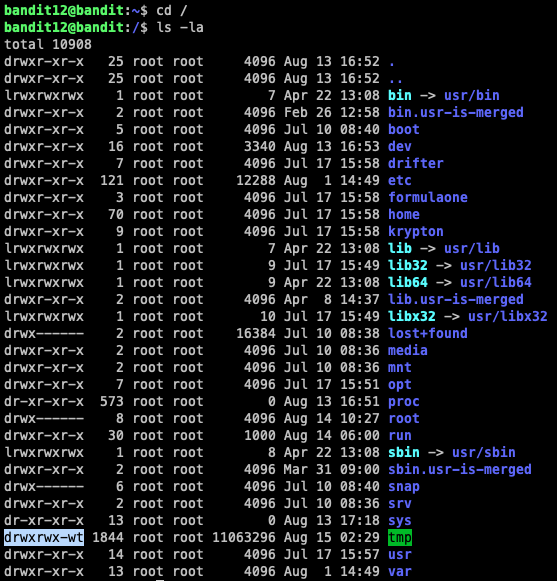 bandit12@bandit:~$ cd /
bandit12@bandit:/$ ls -la
total 10908
drwxr-xr-x   25 root root     4096 Aug 13 16:52 .
drwxr-xr-x   25 root root     4096 Aug 13 16:52 ..
lrwxrwxrwx    1 root root        7 Apr 22 13:08 bin -> usr/bin
drwxr-xr-x    2 root root     4096 Feb 26 12:58 bin.usr-is-merged
drwxr-xr-x    5 root root     4096 Jul 10 08:40 boot
drwxr-xr-x   16 root root     3340 Aug 13 16:53 dev
drwxr-xr-x    7 root root     4096 Jul 17 15:58 drifter
drwxr-xr-x  121 root root    12288 Aug  1 14:49 etc
drwxr-xr-x    3 root root     4096 Jul 17 15:58 formulaone
drwxr-xr-x   70 root root     4096 Jul 17 15:58 home
drwxr-xr-x    9 root root     4096 Jul 17 15:58 krypton
lrwxrwxrwx    1 root root        7 Apr 22 13:08 lib -> usr/lib
lrwxrwxrwx    1 root root        9 Jul 17 15:49 lib32 -> usr/lib32
lrwxrwxrwx    1 root root        9 Apr 22 13:08 lib64 -> usr/lib64
drwxr-xr-x    2 root root     4096 Apr  8 14:37 lib.usr-is-merged
lrwxrwxrwx    1 root root       10 Jul 17 15:49 libx32 -> usr/libx32
drwx------    2 root root    16384 Jul 10 08:38 lost+found
drwxr-xr-x    2 root root     4096 Jul 10 08:36 media
drwxr-xr-x    2 root root     4096 Jul 10 08:36 mnt
drwxr-xr-x    7 root root     4096 Jul 17 15:51 opt
dr-xr-xr-x  573 root root        0 Aug 13 16:51 proc
drwx------    8 root root     4096 Aug 14 10:27 root
drwxr-xr-x   30 root root     1000 Aug 14 06:00 run
lrwxrwxrwx    1 root root        8 Apr 22 13:08 sbin -> usr/sbin
drwxr-xr-x    2 root root     4096 Mar 31 09:00 sbin.usr-is-merged
drwx------    6 root root     4096 Jul 10 08:40 snap
drwxr-xr-x    2 root root     4096 Jul 10 08:36 srv
dr-xr-xr-x   13 root root        0 Aug 13 17:18 sys
drwxrwx-wt 1844 root root 11063296 Aug 15 02:29 tmp
drwxr-xr-x   14 root root     4096 Jul 17 15:57 usr
drwxr-xr-x   13 root root     4096 Aug  1 14:49 var